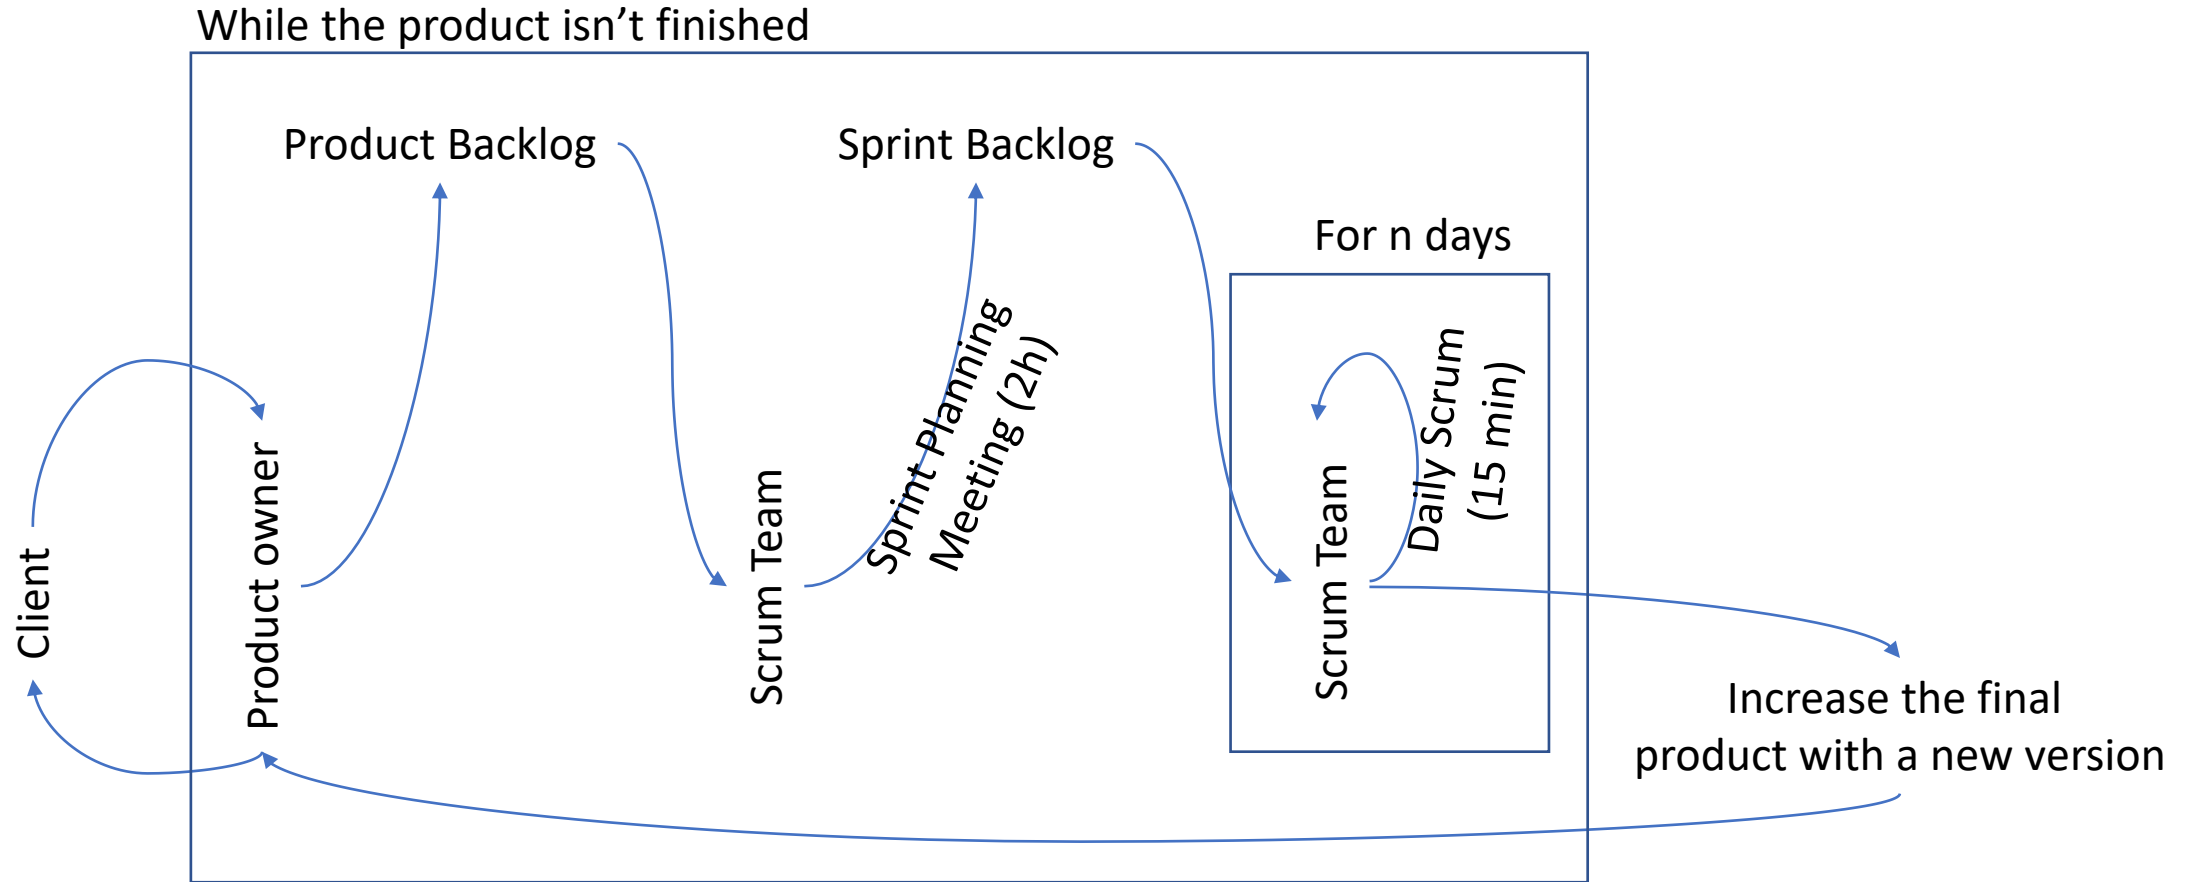 While the product isn’t finished
Product Backlog
Sprint Backlog
For n days
Client
Product owner
Scrum Team
Sprint Planning
Meeting (2h)
Scrum Team
Daily Scrum
(15 min)
Increase the final
product with a new version